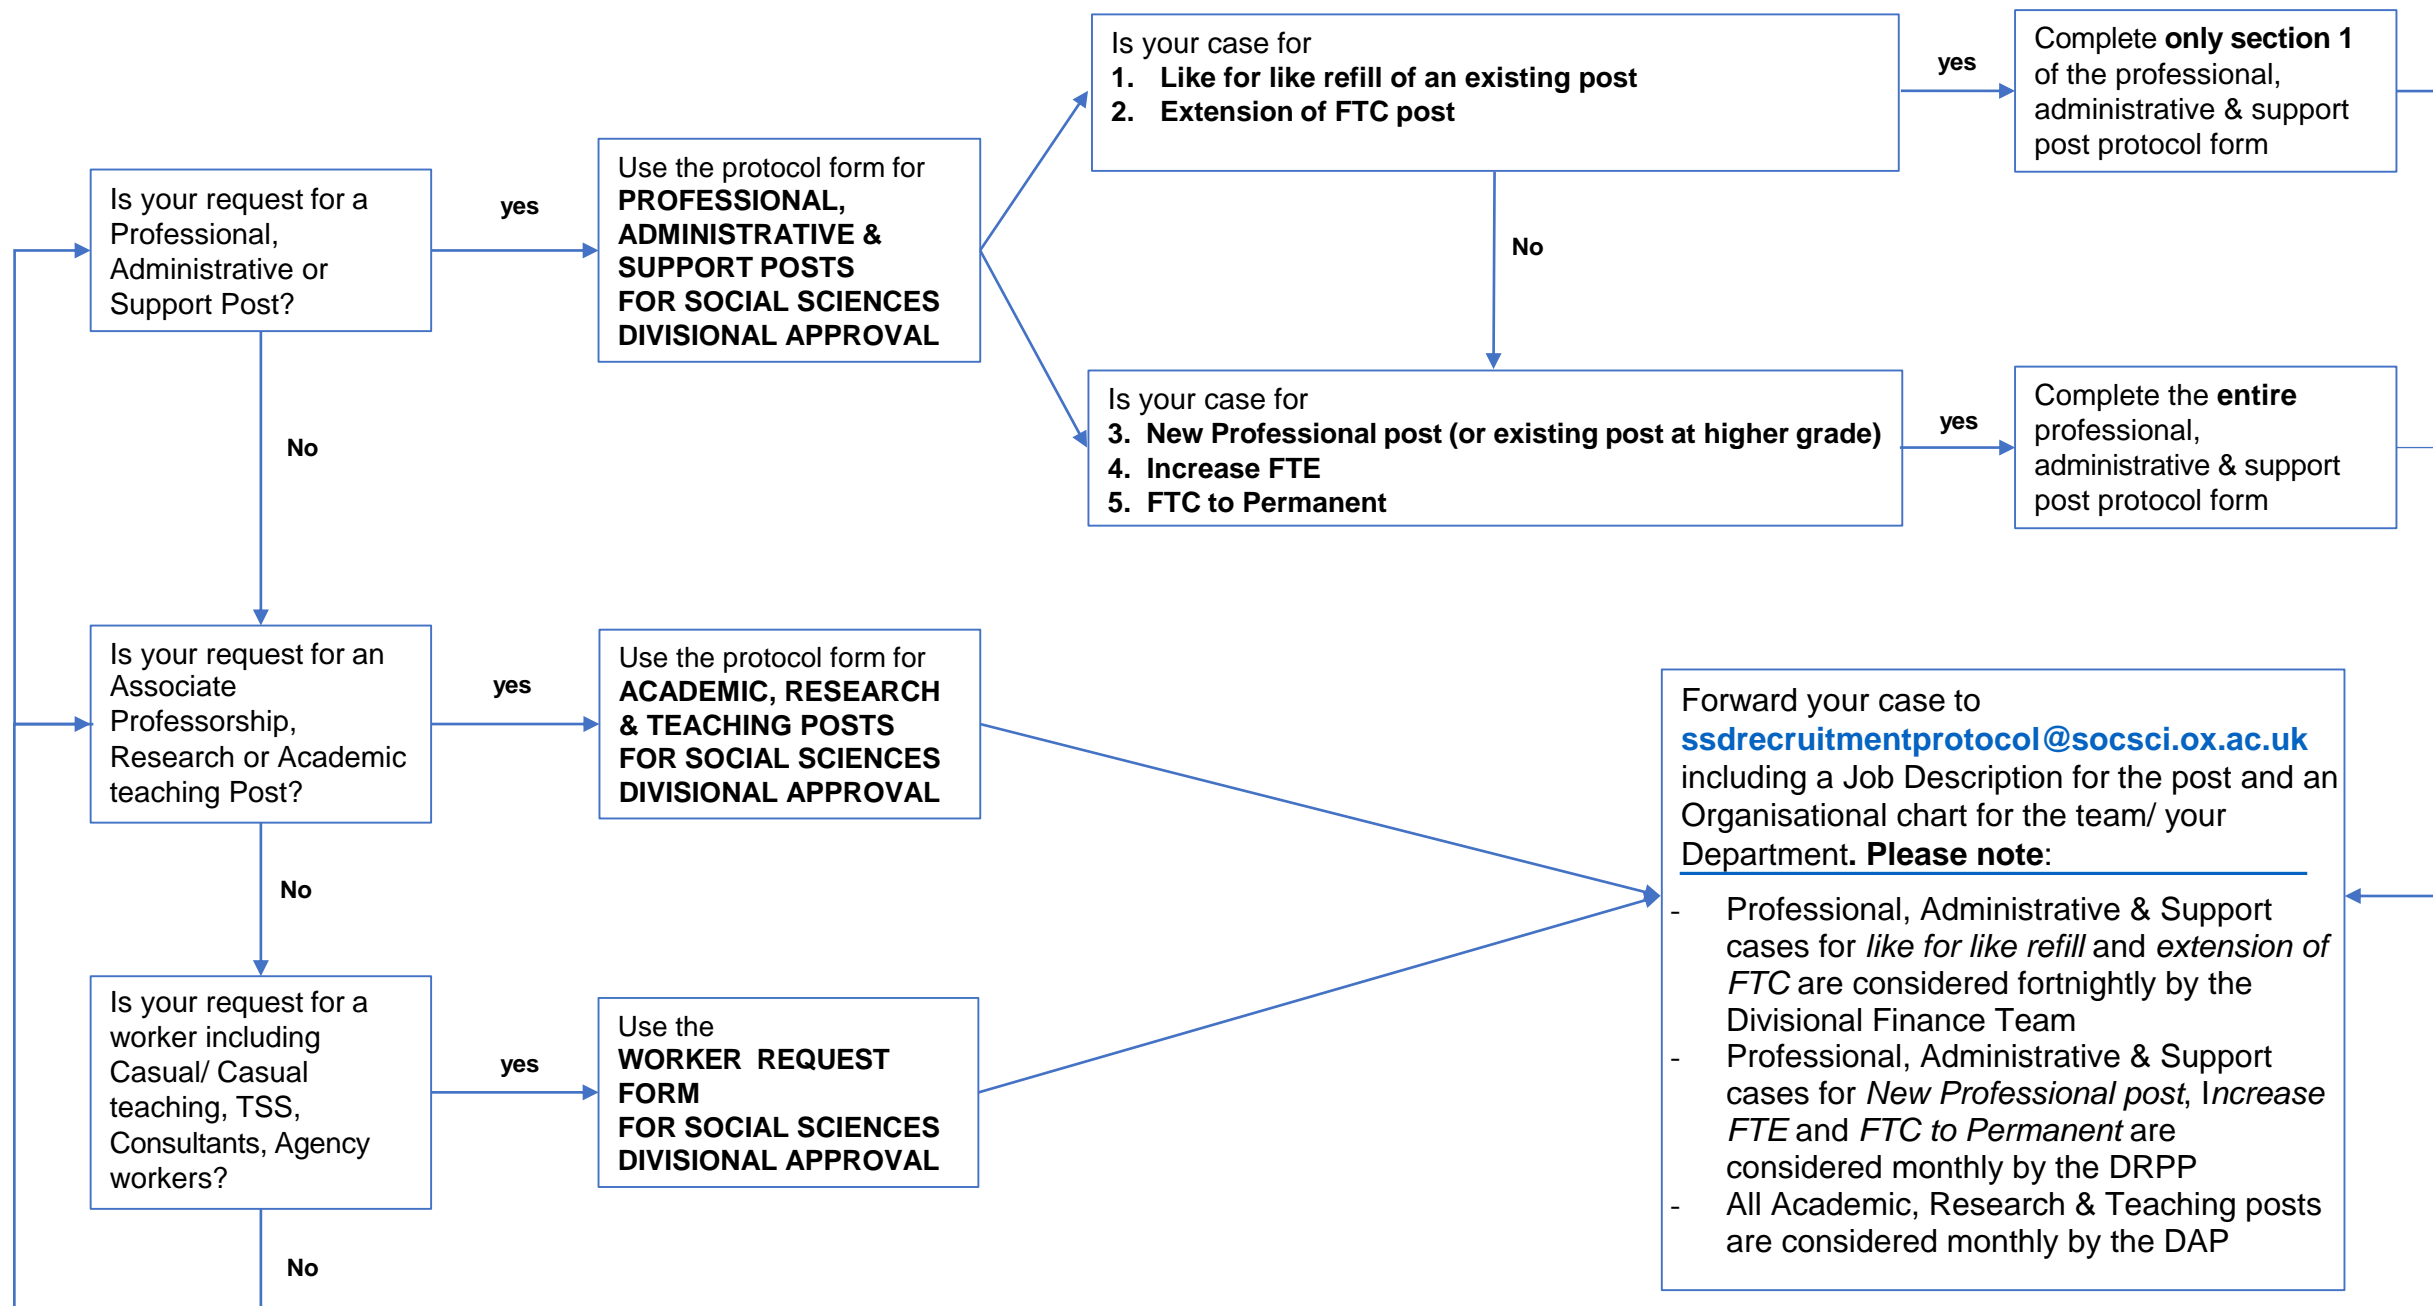 Is your case for
1. Like for like refill of an existing post
2. Extension of FTC post
yes
Complete only section 1
of the professional,
administrative & support
post protocol form
Is your request for a
Professional,
Administrative or
Support Post?
yes
Use the protocol form for
PROFESSIONAL,
ADMINISTRATIVE &
SUPPORT POSTS
FOR SOCIAL SCIENCES
DIVISIONAL APPROVAL
No
Is your case for
3. New Professional post (or existing post at higher grade)
4. Increase FTE
5. FTC to Permanent
yes
Complete the entire
professional,
administrative & support
post protocol form
No
Is your request for an
Associate
Professorship,
Research or Academic
teaching Post?
yes
Use the protocol form for
ACADEMIC, RESEARCH
& TEACHING POSTS
FOR SOCIAL SCIENCES
DIVISIONAL APPROVAL
No
Is your request for a
worker including
Casual/ Casual
teaching, TSS,
Consultants, Agency
workers?
yes
Use the
WORKER REQUEST
FORM
FOR SOCIAL SCIENCES
DIVISIONAL APPROVAL
No
Forward your case to
ssdrecruitmentprotocol@socsci.ox.ac.uk
including a Job Description for the post and an
Organisational chart for the team/ your
Department. Please note:
- Professional, Administrative & Support
cases for like for like refill and extension of
FTC are considered fortnightly by the
Divisional Finance Team
- Professional, Administrative & Support
cases for New Professional post, Increase
FTE and FTC to Permanent are
considered monthly by the DRPP
- All Academic, Research & Teaching posts
are considered monthly by the DAP